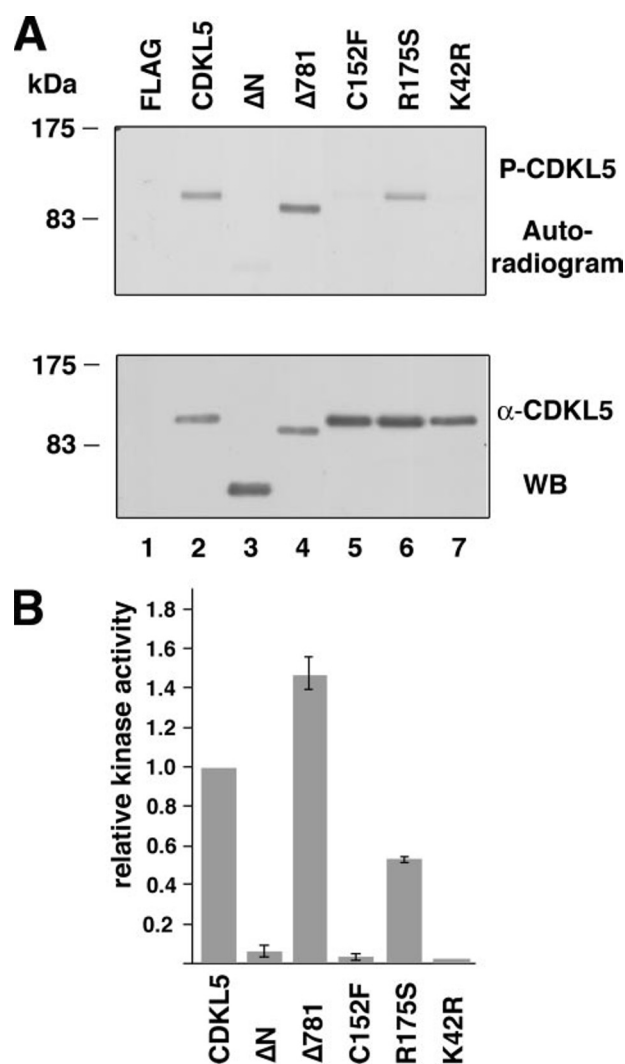 A
kDa
FLAG
CDKL5
ΔN
Δ781
C152F
R175S
K42R
175
83
P-CDKL5
Auto-
radiogram
175
83
α-CDKL5
WB
1 2 3 4 5 6 7
B
relative kinase activity
1.8
1.6
1.4
1.2
1.0
0.8
0.6
0.4
0.2
CDKL5
ΔN
Δ781
C152F
R175S
K42R